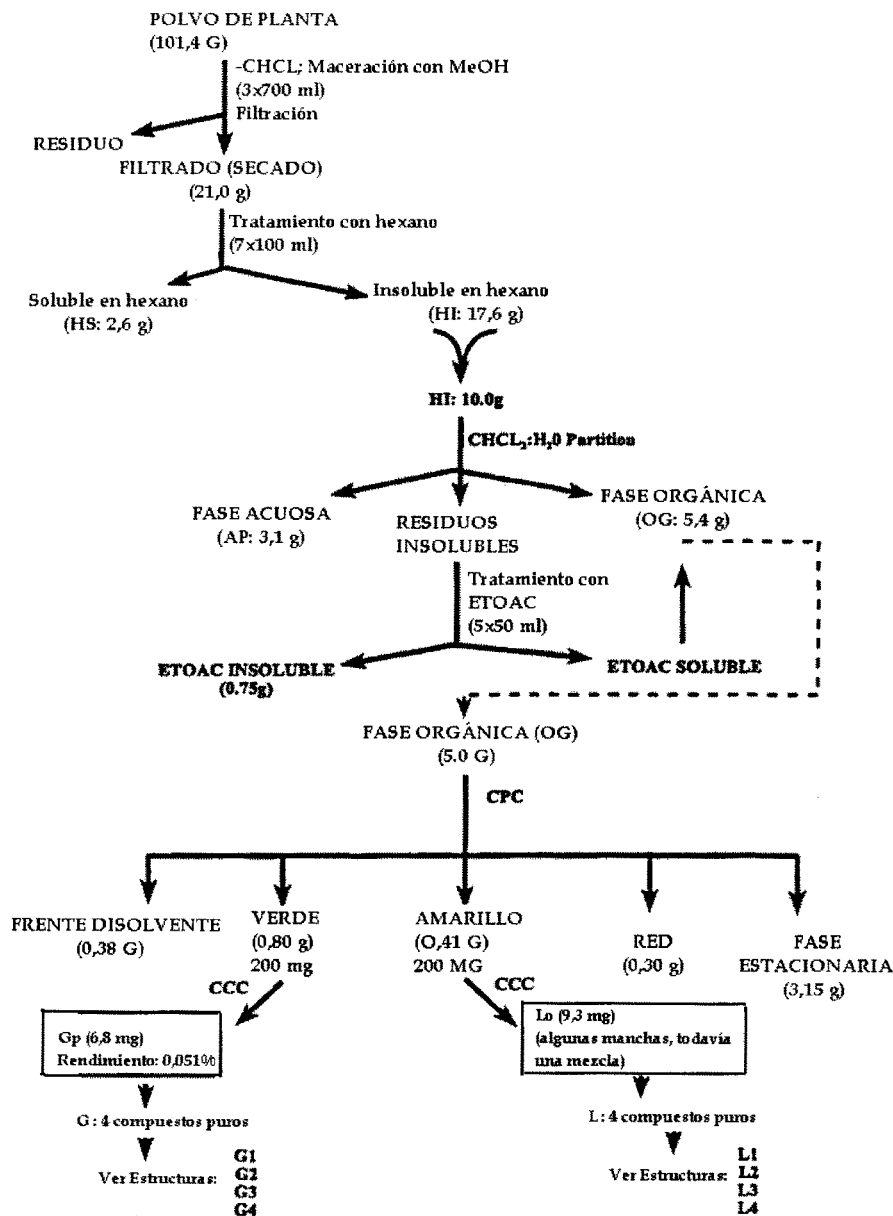 POLVO DE PLANTA
(101,4 G)
-CHCL; Maceración con MeOH
(3x700 ml)
Filtración
RESIDUO
FILTRADO (SECADO)
(21,0 g)
Tratamiento con hexano
(7x100 ml)
Soluble en hexano
(HS: 2,6 g)
Insoluble en hexano
(HI: 17,6 g)
HI: 10.0g
CHCL₂:H₂0 Partition
FASE ACUOSA
(AP: 3,1 g)
RESIDUOS
INSOLUBLES
FASE ORGÁNICA
(OG: 5,4 g)
Tratamiento con
ETOAC
(5x50 ml)
ETOAC INSOLUBLE
(0.75g)
ETOAC SOLUBLE
FASE ORGÁNICA (OG)
(5.0 G)
CPC
FRENTE DISOLVENTE
(0,38 G)
VERDE
(0,80 g)
200 mg
AMARILLO
(O,41 G)
200 MG
RED
(0,30 g)
FASE
ESTACIONARIA
(3,15 g)
CCC
CCC
Gp (6,8 mg)
Rendimiento: 0,051%
Lo (9,3 mg)
(algunas manchas, todavía
una mezcla)
G : 4 compuestos puros
L : 4 compuestos puros
Ver Estructuras:
G1
G2
G3
G4
Ver Estructuras:
L1
L2
L3
L4